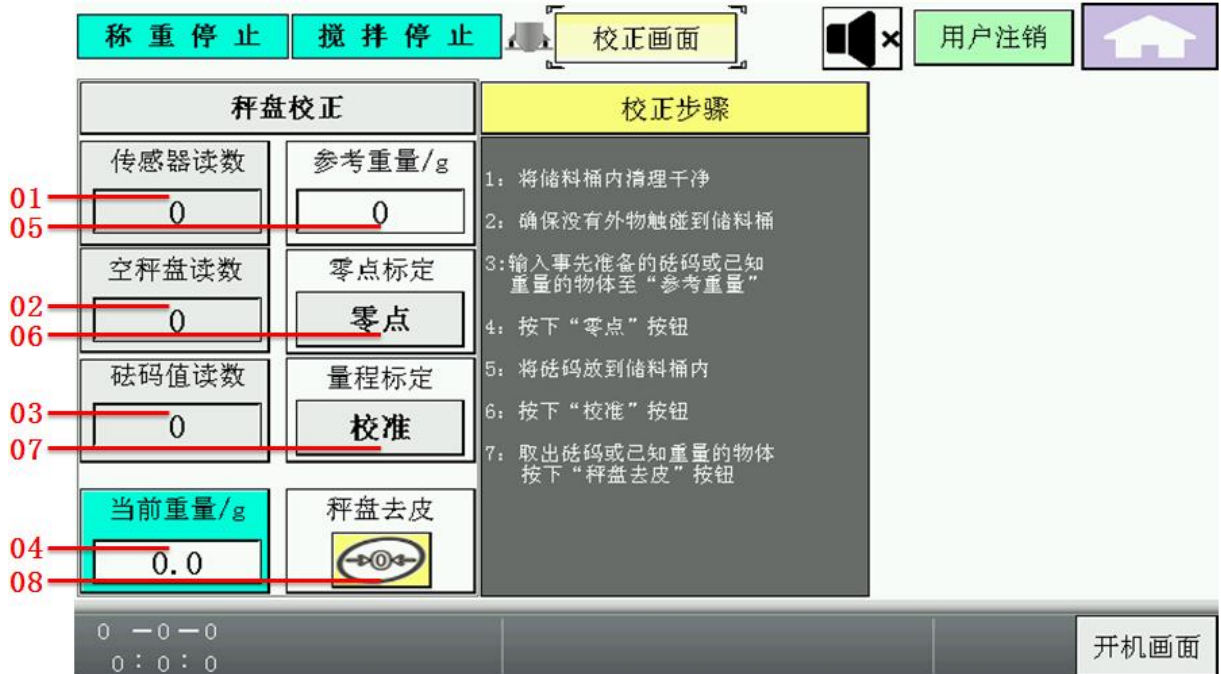 称重停止
搅拌停止
校正画面
用户注销
秤盘校正
校正步骤
传感器读数
0
参考重量/g
0
空秤盘读数
0
零点标定
零点
砝码值读数
0
量程标定
校准
当前重量/g
0.0
秤盘去皮
0
01
05
02
06
03
07
04
08
1: 将储料桶内清理干净
2: 确保没有外物触碰到储料桶
3:输入事先准备的砝码或己知
重量的物体至“参考重量”
4: 按下“零点”按钮
5: 将砝码放到储料桶内
6: 按下“校准”按钮
7: 取出砝码或己知重量的物体
按下“秤盘去皮”按钮
0 —0—0
0:0:0
开机画面